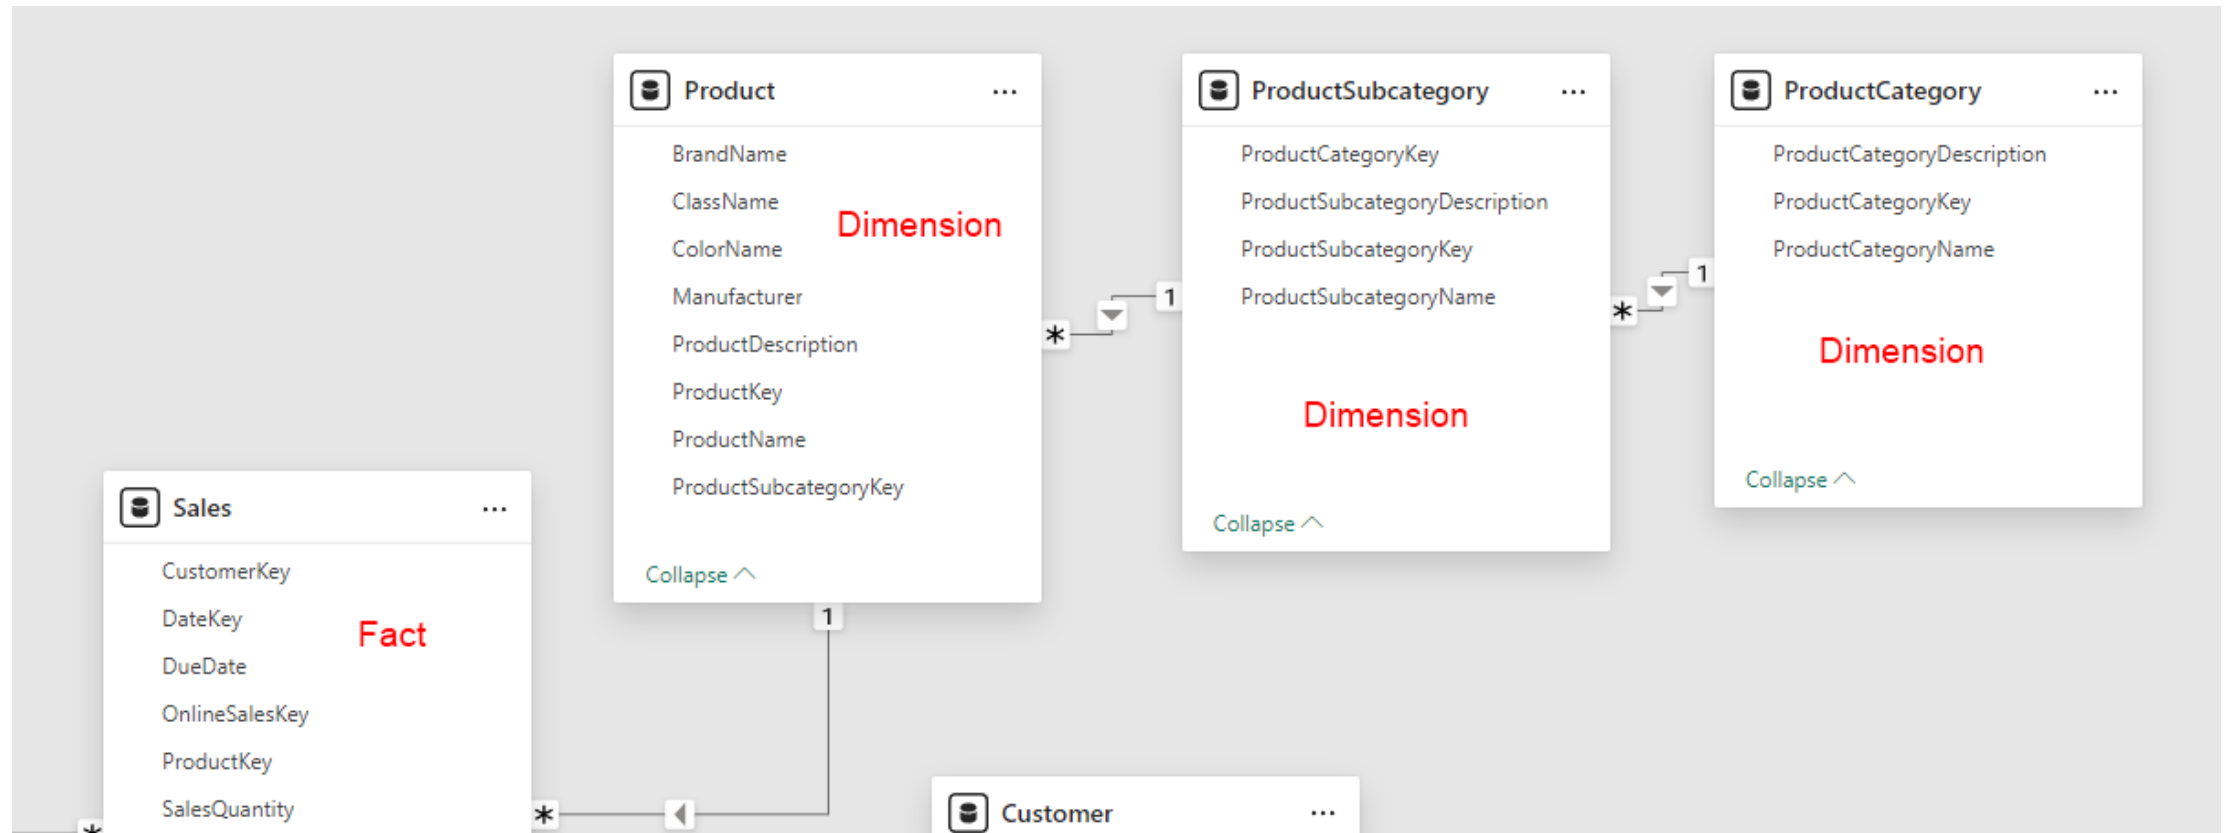 Product ...
BrandName
ClassName
Dimension
ColorName
Manufacturer
ProductDescription
ProductKey
ProductName
ProductSubcategoryKey
Collapse
1
*
1
ProductSubcategory ...
ProductCategoryKey
ProductSubcategoryDescription
ProductSubcategoryKey
ProductSubcategoryName
Dimension
Collapse
*
1
ProductCategory ...
ProductCategoryDescription
ProductCategoryKey
ProductCategoryName
Dimension
Collapse
Sales ...
CustomerKey
DateKey
Fact
DueDate
OnlineSalesKey
ProductKey
SalesQuantity
*
*
Customer ...